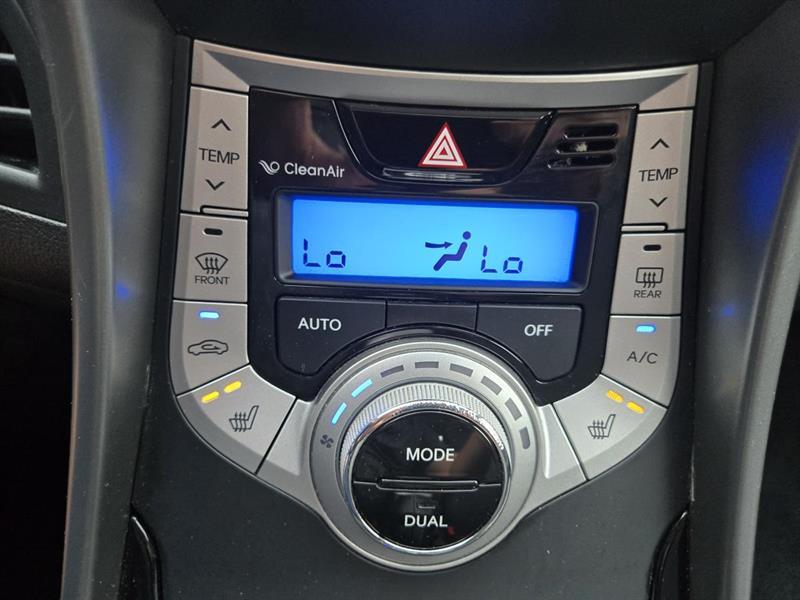 TEMP
CleanAir
TEMP
Lo
Lo
FRONT
REAR
AUTO
OFF
A/C
MODE
DUAL